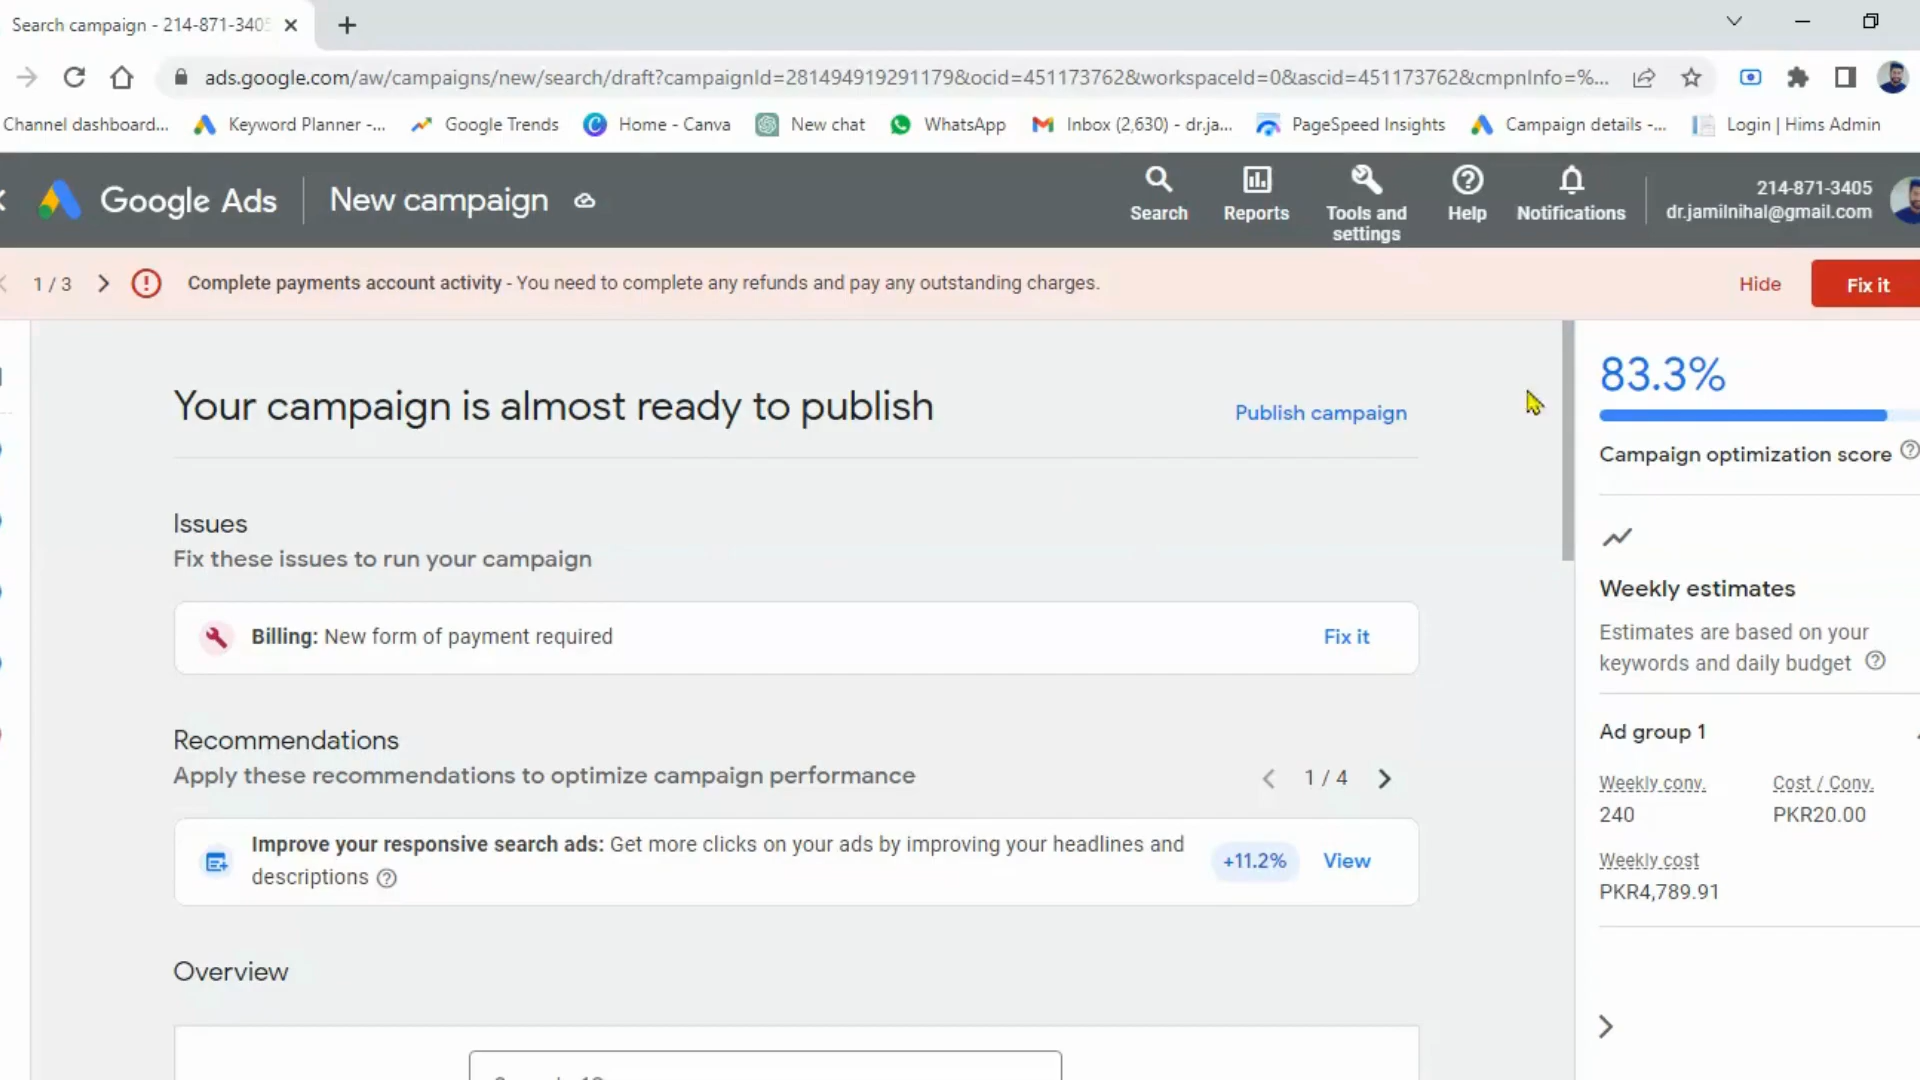 Search campaign - 214-871-3405
ads.google.com/aw/campaigns/new/search/draft?campaignId=281494919291179&ocid=451173762&workspaceId=0&ascid=451173762&cmpnInfo=%...
Channel dashboard... Keyword Planner -... Google Trends Home - Canva New chat WhatsApp Inbox (2,630) - dr.ja... PageSpeed Insights Campaign details -... Login | Hims Admin
Google Ads New campaign
Search Reports Tools and settings Help Notifications
214-871-3405
dr.jamilnihal@gmail.com
1 / 3 Complete payments account activity - You need to complete any refunds and pay any outstanding charges. Hide Fix it
Your campaign is almost ready to publish Publish campaign
Issues
Fix these issues to run your campaign
Billing: New form of payment required Fix it
Recommendations
Apply these recommendations to optimize campaign performance 1 / 4
Improve your responsive search ads: Get more clicks on your ads by improving your headlines and
descriptions
+11.2% View
Overview
83.3%
Campaign optimization score
Weekly estimates
Estimates are based on your
keywords and daily budget
Ad group 1
Weekly conv. Cost / Conv.
240 PKR20.00
Weekly cost
PKR4,789.91